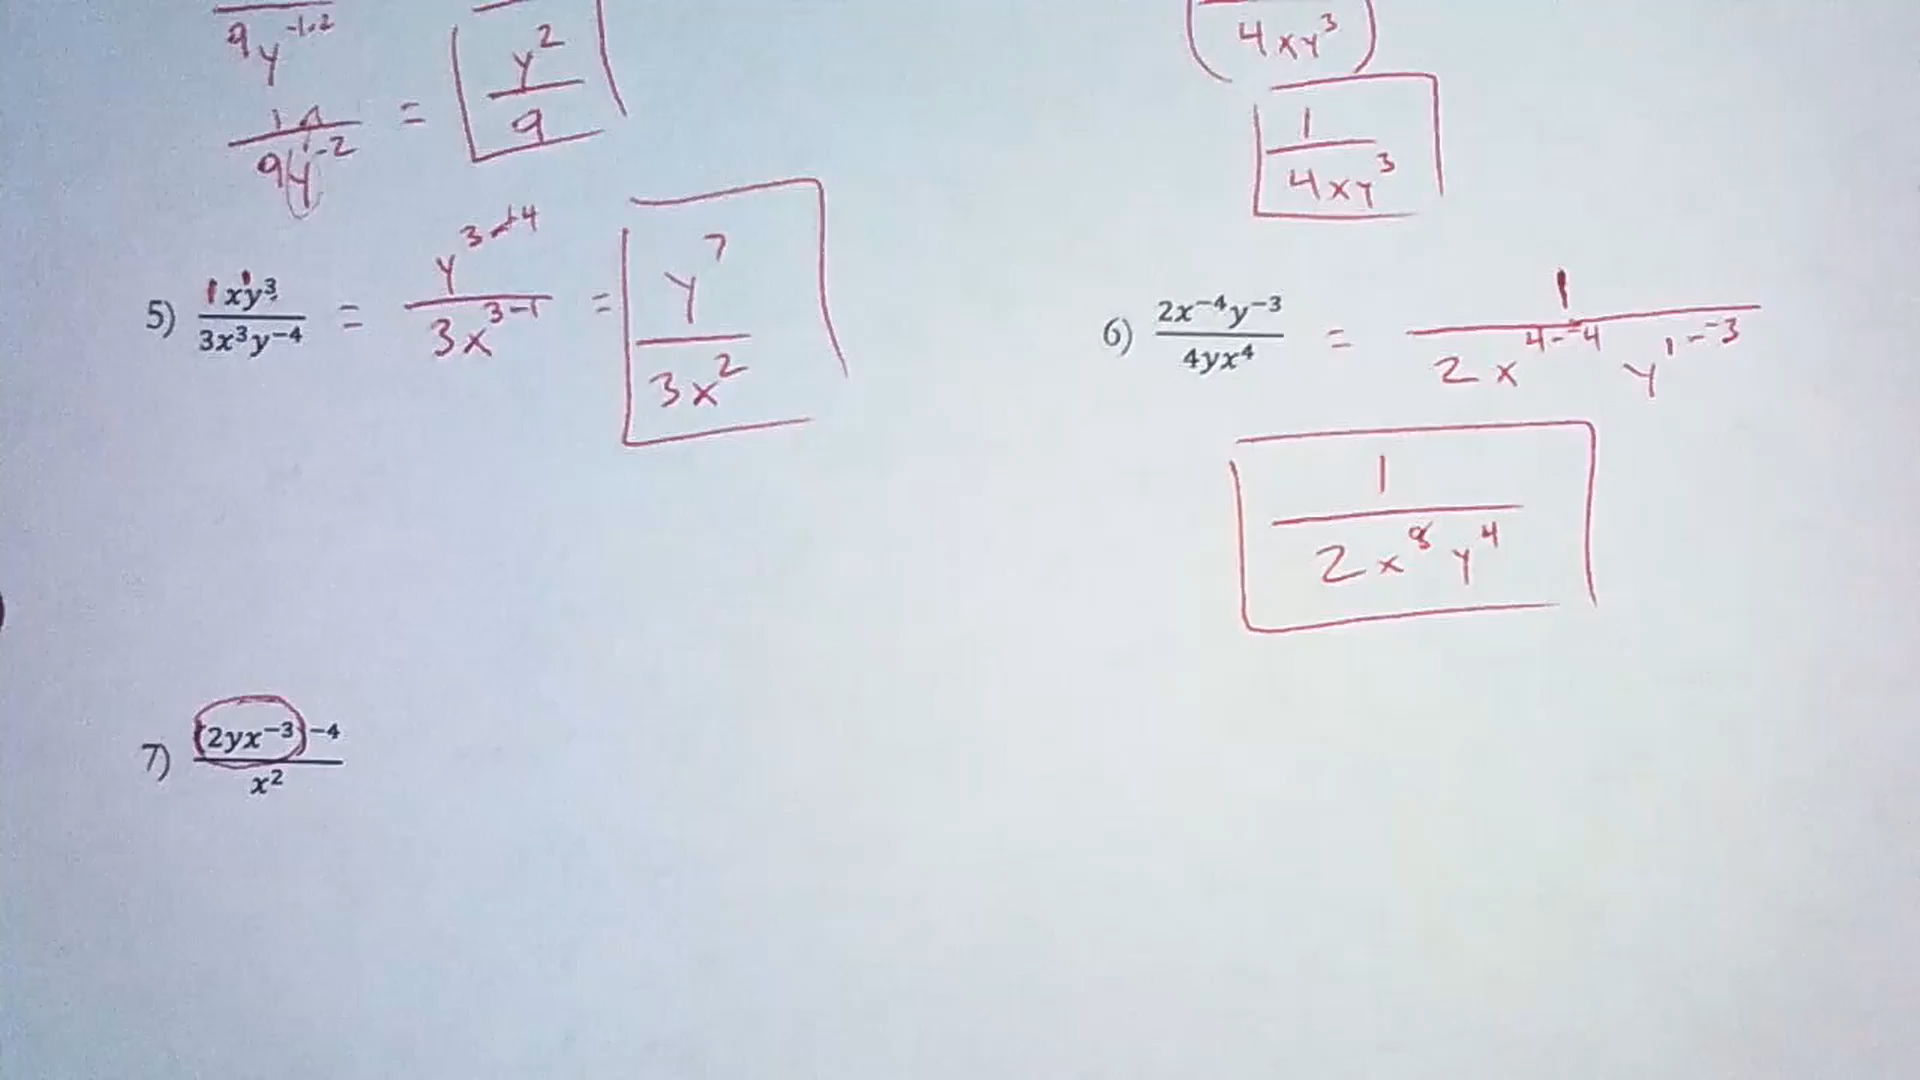 9y^-1·2
1
9y^-2 = y^2/9
4xy^3
1/4xy^3
5) 1x^1y^3/3x^3y^-4 = y^3-+4/3x^3-1 = y^7/3x^2
6) 2x^-4y^-3/4yx^4 = 1/2x^4--4 y^1--3
1/2x^8y^4
7) (2yx^-3)^-4/x^2